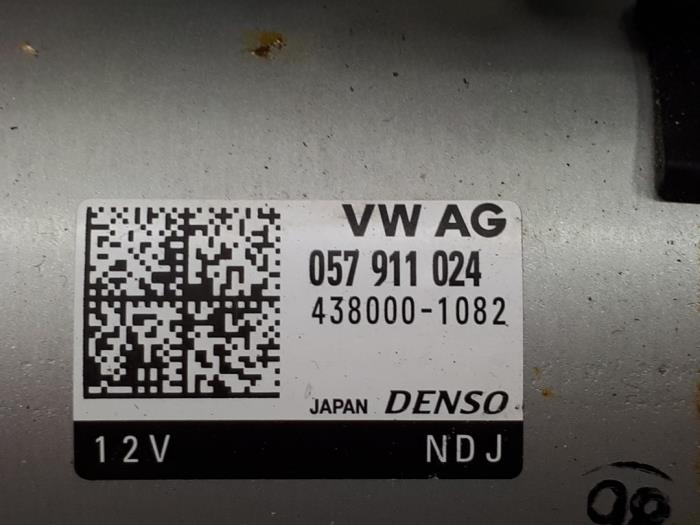 VW AG
057 911 024
438000-1082
JAPAN DENSO
12V NDJ